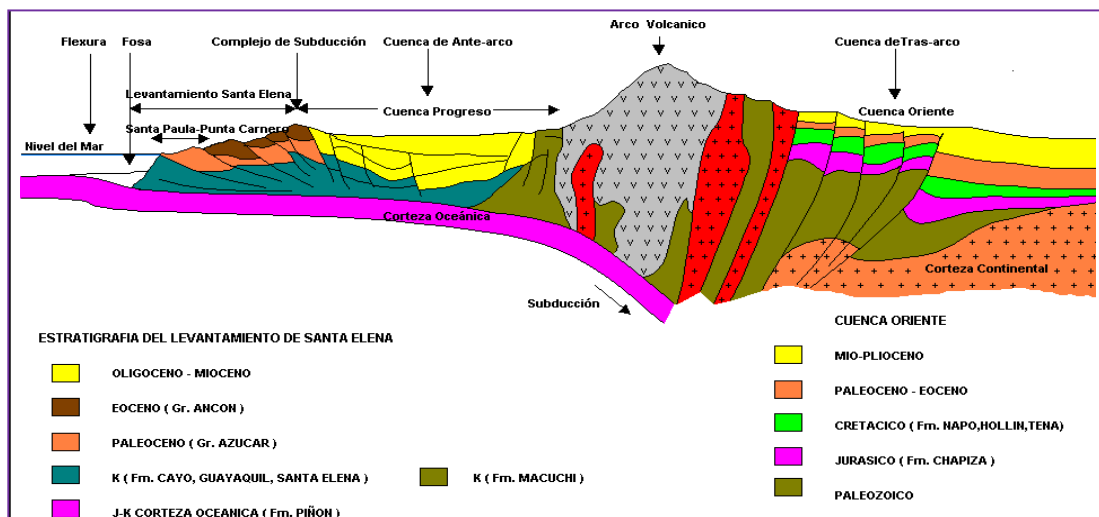 Arco Volcanico
Flexura Fosa Complejo de Subducción Cuenca de Ante-arco Cuenca deTras-arco
Levantamiento Santa Elena
Cuenca Progreso
Cuenca Oriente
Santa Paula-Punta Carnero
Nivel del Mar
Corteza Oceánica
Corteza Continental
Subducción
ESTRATIGRAFIA DEL LEVANTAMIENTO DE SANTA ELENA
OLIGOCENO - MIOCENO
EOCENO ( Gr. ANCON )
PALEOCENO ( Gr. AZUCAR )
K ( Fm. CAYO, GUAYAQUIL, SANTA ELENA )
K ( Fm. MACUCHI )
J-K CORTEZA OCEANICA ( Fm. PIÑON )
CUENCA ORIENTE
MIO-PLIOCENO
PALEOCENO - EOCENO
CRETACICO ( Fm. NAPO,HOLLIN,TENA)
JURASICO ( Fm. CHAPIZA )
PALEOZOICO